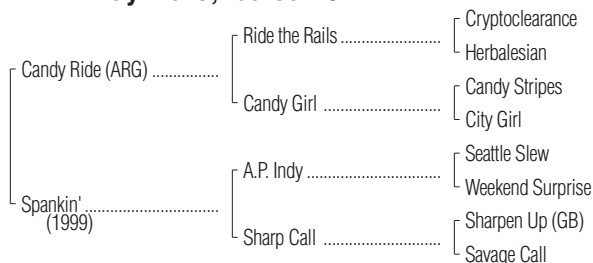 Cryptoclearance
Ride the Rails
Herbalesian
Candy Ride (ARG)
Candy Stripes
Candy Girl
City Girl
Seattle Slew
A.P. Indy
Weekend Surprise
Spankin'
(1999)
Sharpen Up (GB)
Sharp Call
Savage Call